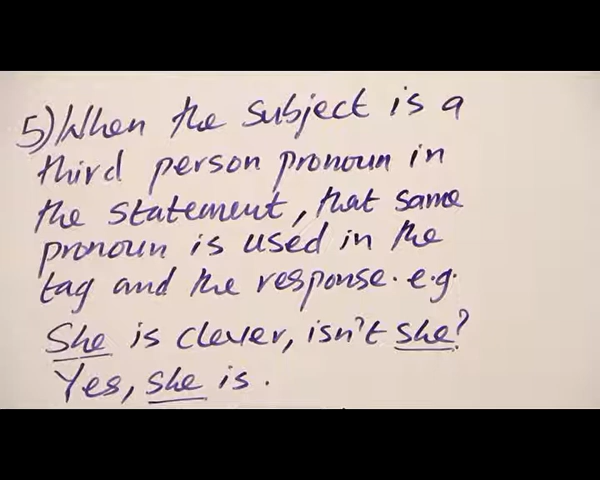 5) When the subject is a
third person pronoun in
the statement, that same
pronoun is used in the
tag and the response. e.g.
She is clever, isn't she?
Yes, she is.